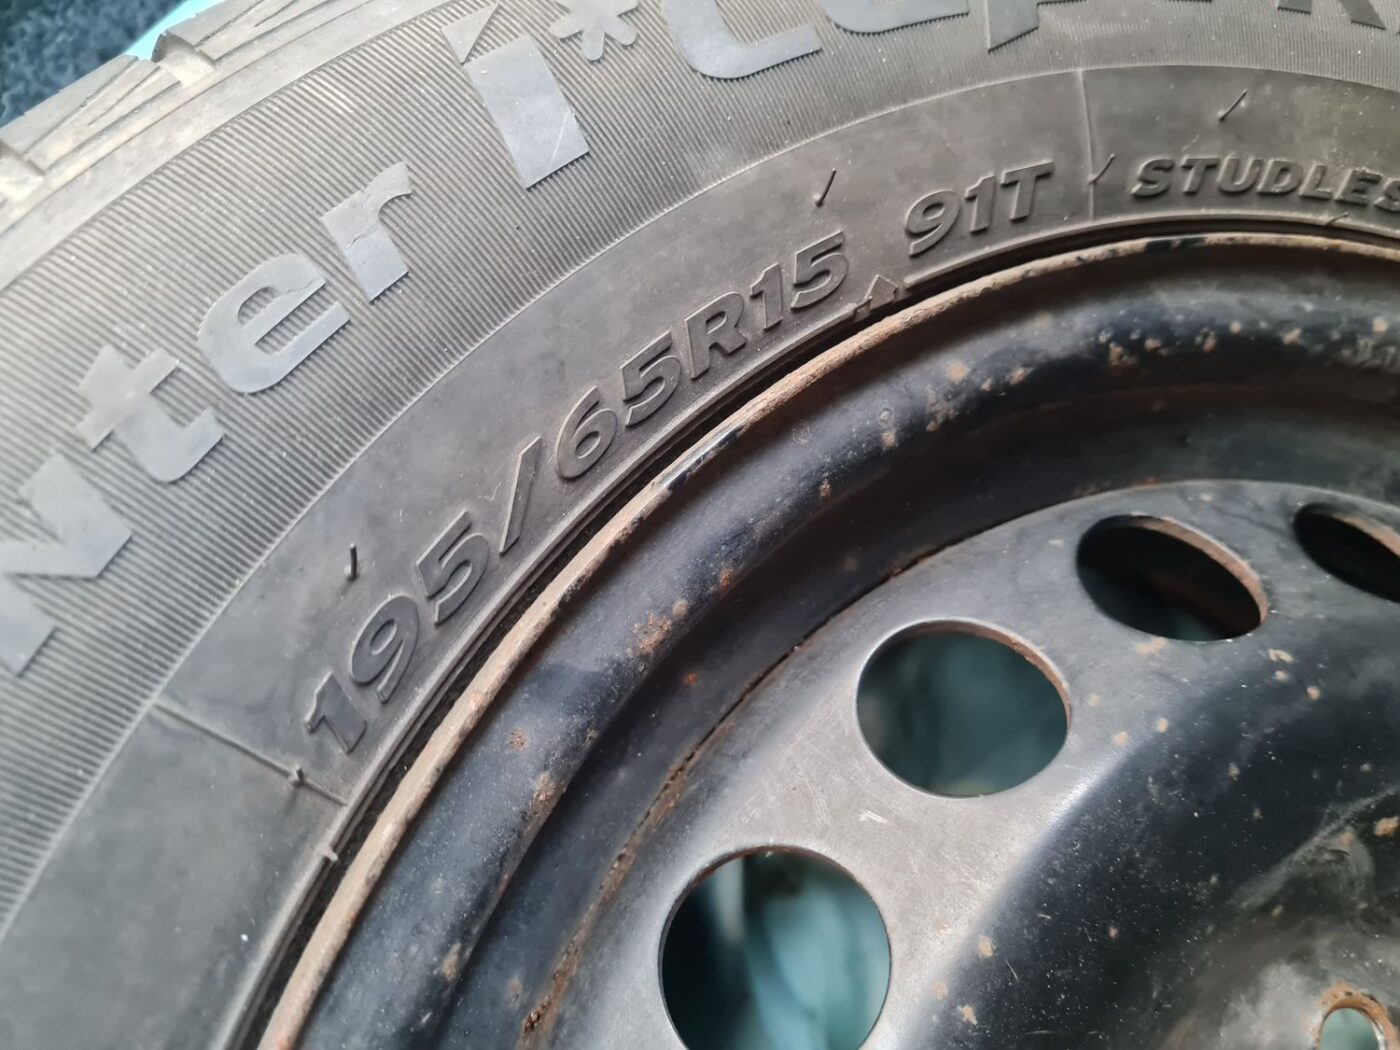 Nter i*cept
195/65R15 91T STUDLES